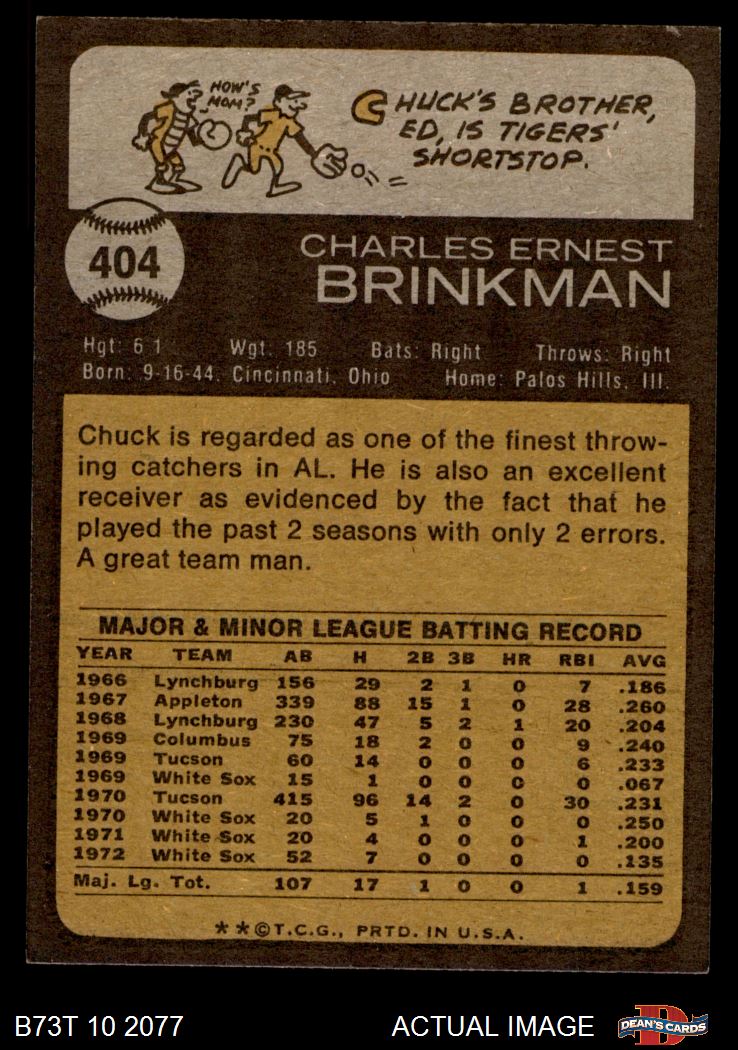 HOW'S
MOM?
CHUCK'S BROTHER,
ED, IS TIGERS'
SHORTSTOP.
404
CHARLES ERNEST
BRINKMAN
Hgt: 6 1 Wgt: 185 Bats: Right Throws: Right
Born: 9-16-44, Cincinnati, Ohio Home: Palos Hills, Ill.
Chuck is regarded as one of the finest throw-
ing catchers in AL. He is also an excellent
receiver as evidenced by the fact that he
played the past 2 seasons with only 2 errors.
A great team man.
MAJOR & MINOR LEAGUE BATTING RECORD
YEAR TEAM AB H 2B 3B HR RBI AVG
1966 Lynchburg 156 29 2 1 0 7 .186
1967 Appleton 339 88 15 1 0 28 .260
1968 Lynchburg 230 47 5 2 1 20 .204
1969 Columbus 75 18 2 0 0 9 .240
1969 Tucson 60 14 0 0 0 6 .233
1969 White Sox 15 1 0 0 0 0 .067
1970 Tucson 415 96 14 2 0 30 .231
1970 White Sox 20 5 1 0 0 0 .250
1971 White Sox 20 4 0 0 0 1 .200
1972 White Sox 52 7 0 0 0 0 .135
Maj. Lg. Tot. 107 17 1 0 0 1 .159
**©T.C.G., PRTD. IN U.S.A.
B73T 10 2077 ACTUAL IMAGE
D
DEAN'S CARDS